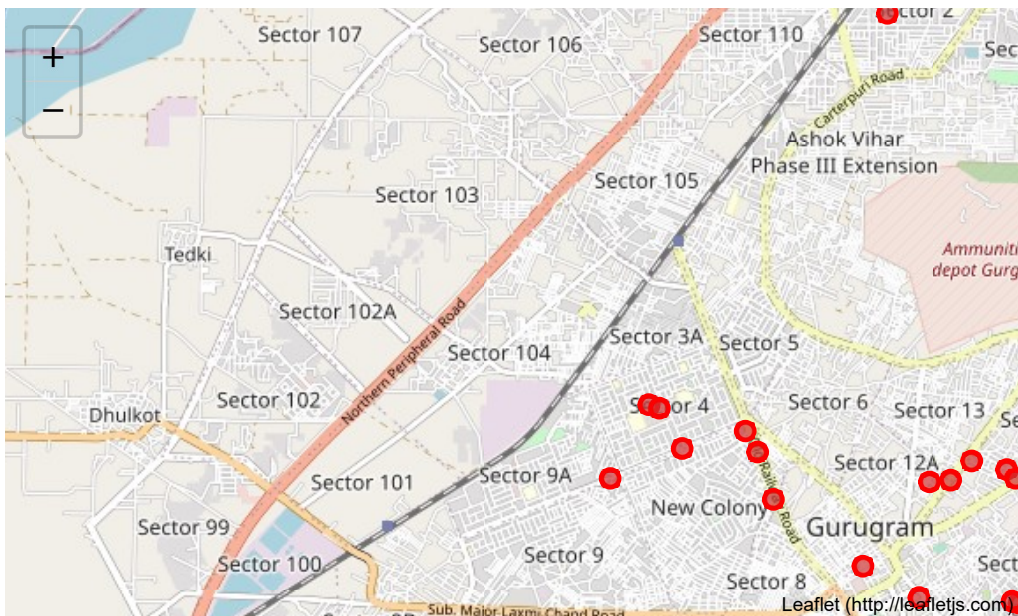 Sector 2
Sector 107
Sector 106
Sector 110
Sec
+
−
Carterpuri Road
Ashok Vihar
Phase III Extension
Sector 105
Sector 103
Tedki
Ammuniti
depot Gurg
Sector 102A
Northern Peripheral Road
Sector 3A
Sector 5
Sector 104
Sector 102
Dhulkot
Sector 4
Sector 6
Sector 13
Se
Sector 12A
Sector 9A
Sector 101
New Colony
Road
Sector 99
Gurugram
Sector 9
Sector 100
Sect
Sector 8
Sub. Major Laxmi Chand Road
Leaflet (http://leafletjs.com)